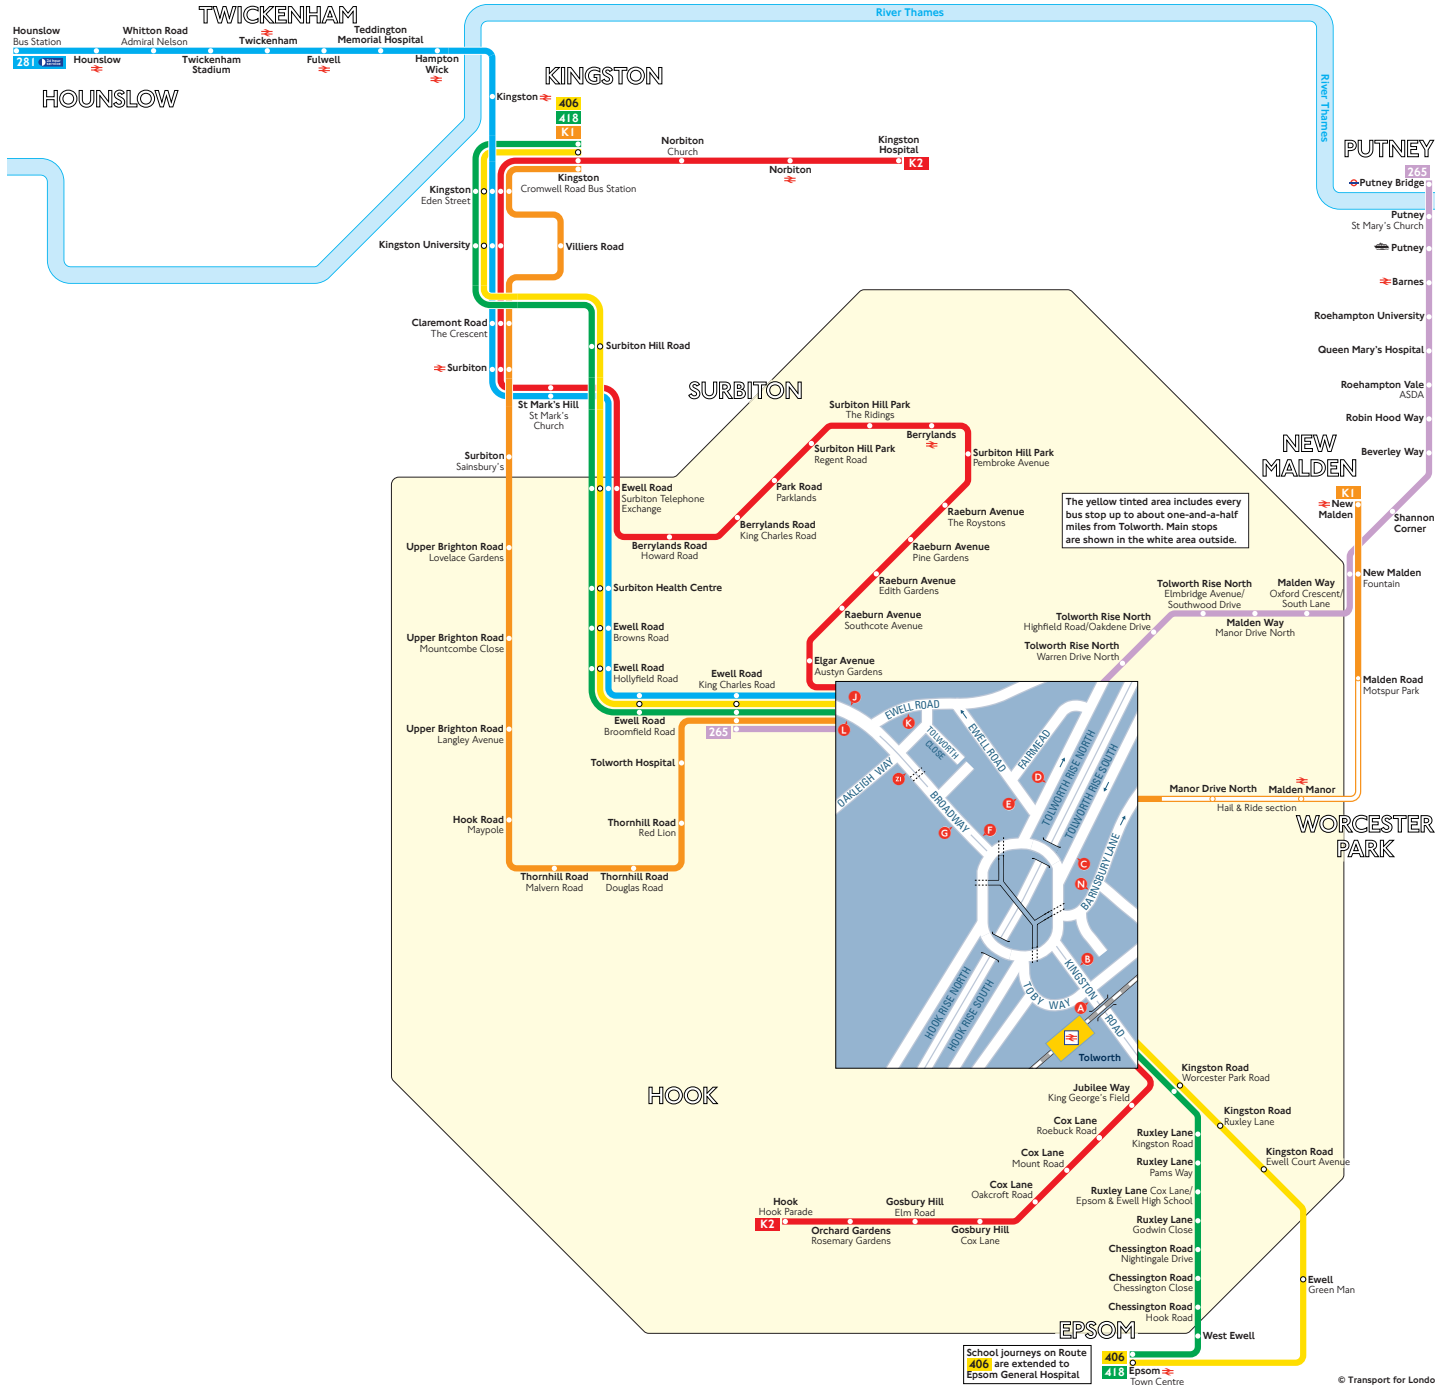 TWICKENHAM
River Thames
Hounslow
Bus Station
281
24 hour
service
Hounslow
Whitton Road
Admiral Nelson
Twickenham
Stadium
Twickenham
Fulwell
Teddington
Memorial Hospital
Hampton
Wick
HOUNSLOW
KINGSTON
Kingston
406
418
K1
Kingston
Cromwell Road Bus Station
Norbiton
Church
Norbiton
Kingston
Hospital
K2
River Thames
PUTNEY
265
Putney Bridge
Putney
St Mary's Church
Putney
Barnes
Roehampton University
Queen Mary's Hospital
Roehampton Vale
ASDA
Robin Hood Way
Beverley Way
Shannon
Corner
Kingston
Eden Street
Kingston University
Villiers Road
Claremont Road
The Crescent
Surbiton
Surbiton Hill Road
St Mark's Hill
St Mark's
Church
SURBITON
Surbiton
Sainsbury's
Ewell Road
Surbiton Telephone
Exchange
Berrylands Road
Howard Road
Berrylands Road
King Charles Road
Park Road
Parklands
Surbiton Hill Park
Regent Road
Surbiton Hill Park
The Ridings
Berrylands
Surbiton Hill Park
Pembroke Avenue
Raeburn Avenue
The Roystons
Raeburn Avenue
Pine Gardens
Raeburn Avenue
Edith Gardens
Raeburn Avenue
Southcote Avenue
Elgar Avenue
Austyn Gardens
The yellow tinted area includes every
bus stop up to about one-and-a-half
miles from Tolworth. Main stops
are shown in the white area outside.
NEW
MALDEN
K1
New
Malden
New Malden
Fountain
Malden Road
Motspur Park
Malden Way
Oxford Crescent/
South Lane
Malden Way
Manor Drive North
Tolworth Rise North
Elmbridge Avenue/
Southwood Drive
Tolworth Rise North
Highfield Road/Oakdene Drive
Tolworth Rise North
Warren Drive North
Manor Drive North
Malden Manor
Hail & Ride section
WORCESTER
PARK
Upper Brighton Road
Lovelace Gardens
Upper Brighton Road
Mountcombe Close
Upper Brighton Road
Langley Avenue
Hook Road
Maypole
Thornhill Road
Malvern Road
Thornhill Road
Douglas Road
Thornhill Road
Red Lion
Tolworth Hospital
Surbiton Health Centre
Ewell Road
Browns Road
Ewell Road
Hollyfield Road
Ewell Road
King Charles Road
Ewell Road
Broomfield Road
265
J
L
K
ZI
G
F
E
D
C
N
B
A
EWELL ROAD
TOLWORTH
CLOSE
EWELL ROAD
FAIRMEAD
TOLWORTH RISE NORTH
TOLWORTH RISE SOUTH
OAKLEIGH WAY
BROADWAY
BARNSBURY LANE
HOOK RISE NORTH
HOOK RISE SOUTH
TOBY WAY
KINGSTON
ROAD
Tolworth
HOOK
Jubilee Way
King George's Field
Cox Lane
Roebuck Road
Cox Lane
Mount Road
Cox Lane
Oakcroft Road
Gosbury Hill
Cox Lane
Gosbury Hill
Elm Road
Orchard Gardens
Rosemary Gardens
Hook
Hook Parade
K2
Kingston Road
Worcester Park Road
Kingston Road
Ruxley Lane
Kingston Road
Ewell Court Avenue
Ruxley Lane
Kingston Road
Ruxley Lane
Pams Way
Ruxley Lane Cox Lane/
Epsom & Ewell High School
Ruxley Lane
Godwin Close
Chessington Road
Nightingale Drive
Chessington Road
Chessington Close
Chessington Road
Hook Road
Ewell
Green Man
EPSOM
West Ewell
School journeys on Route
406 are extended to
Epsom General Hospital
406
418
Epsom
Town Centre
© Transport for Londo